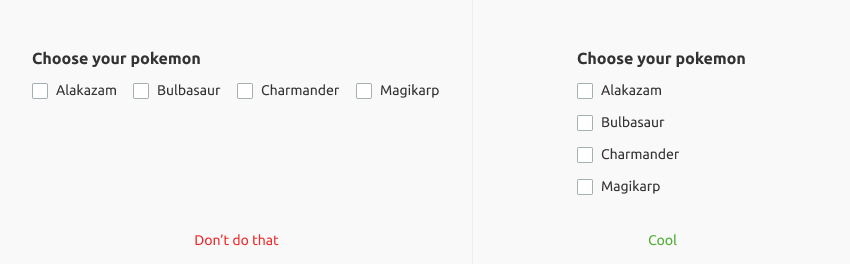 Choose your pokemon
Alakazam Bulbasaur Charmander Magikarp
Don't do that
Choose your pokemon
Alakazam
Bulbasaur
Charmander
Magikarp
Cool